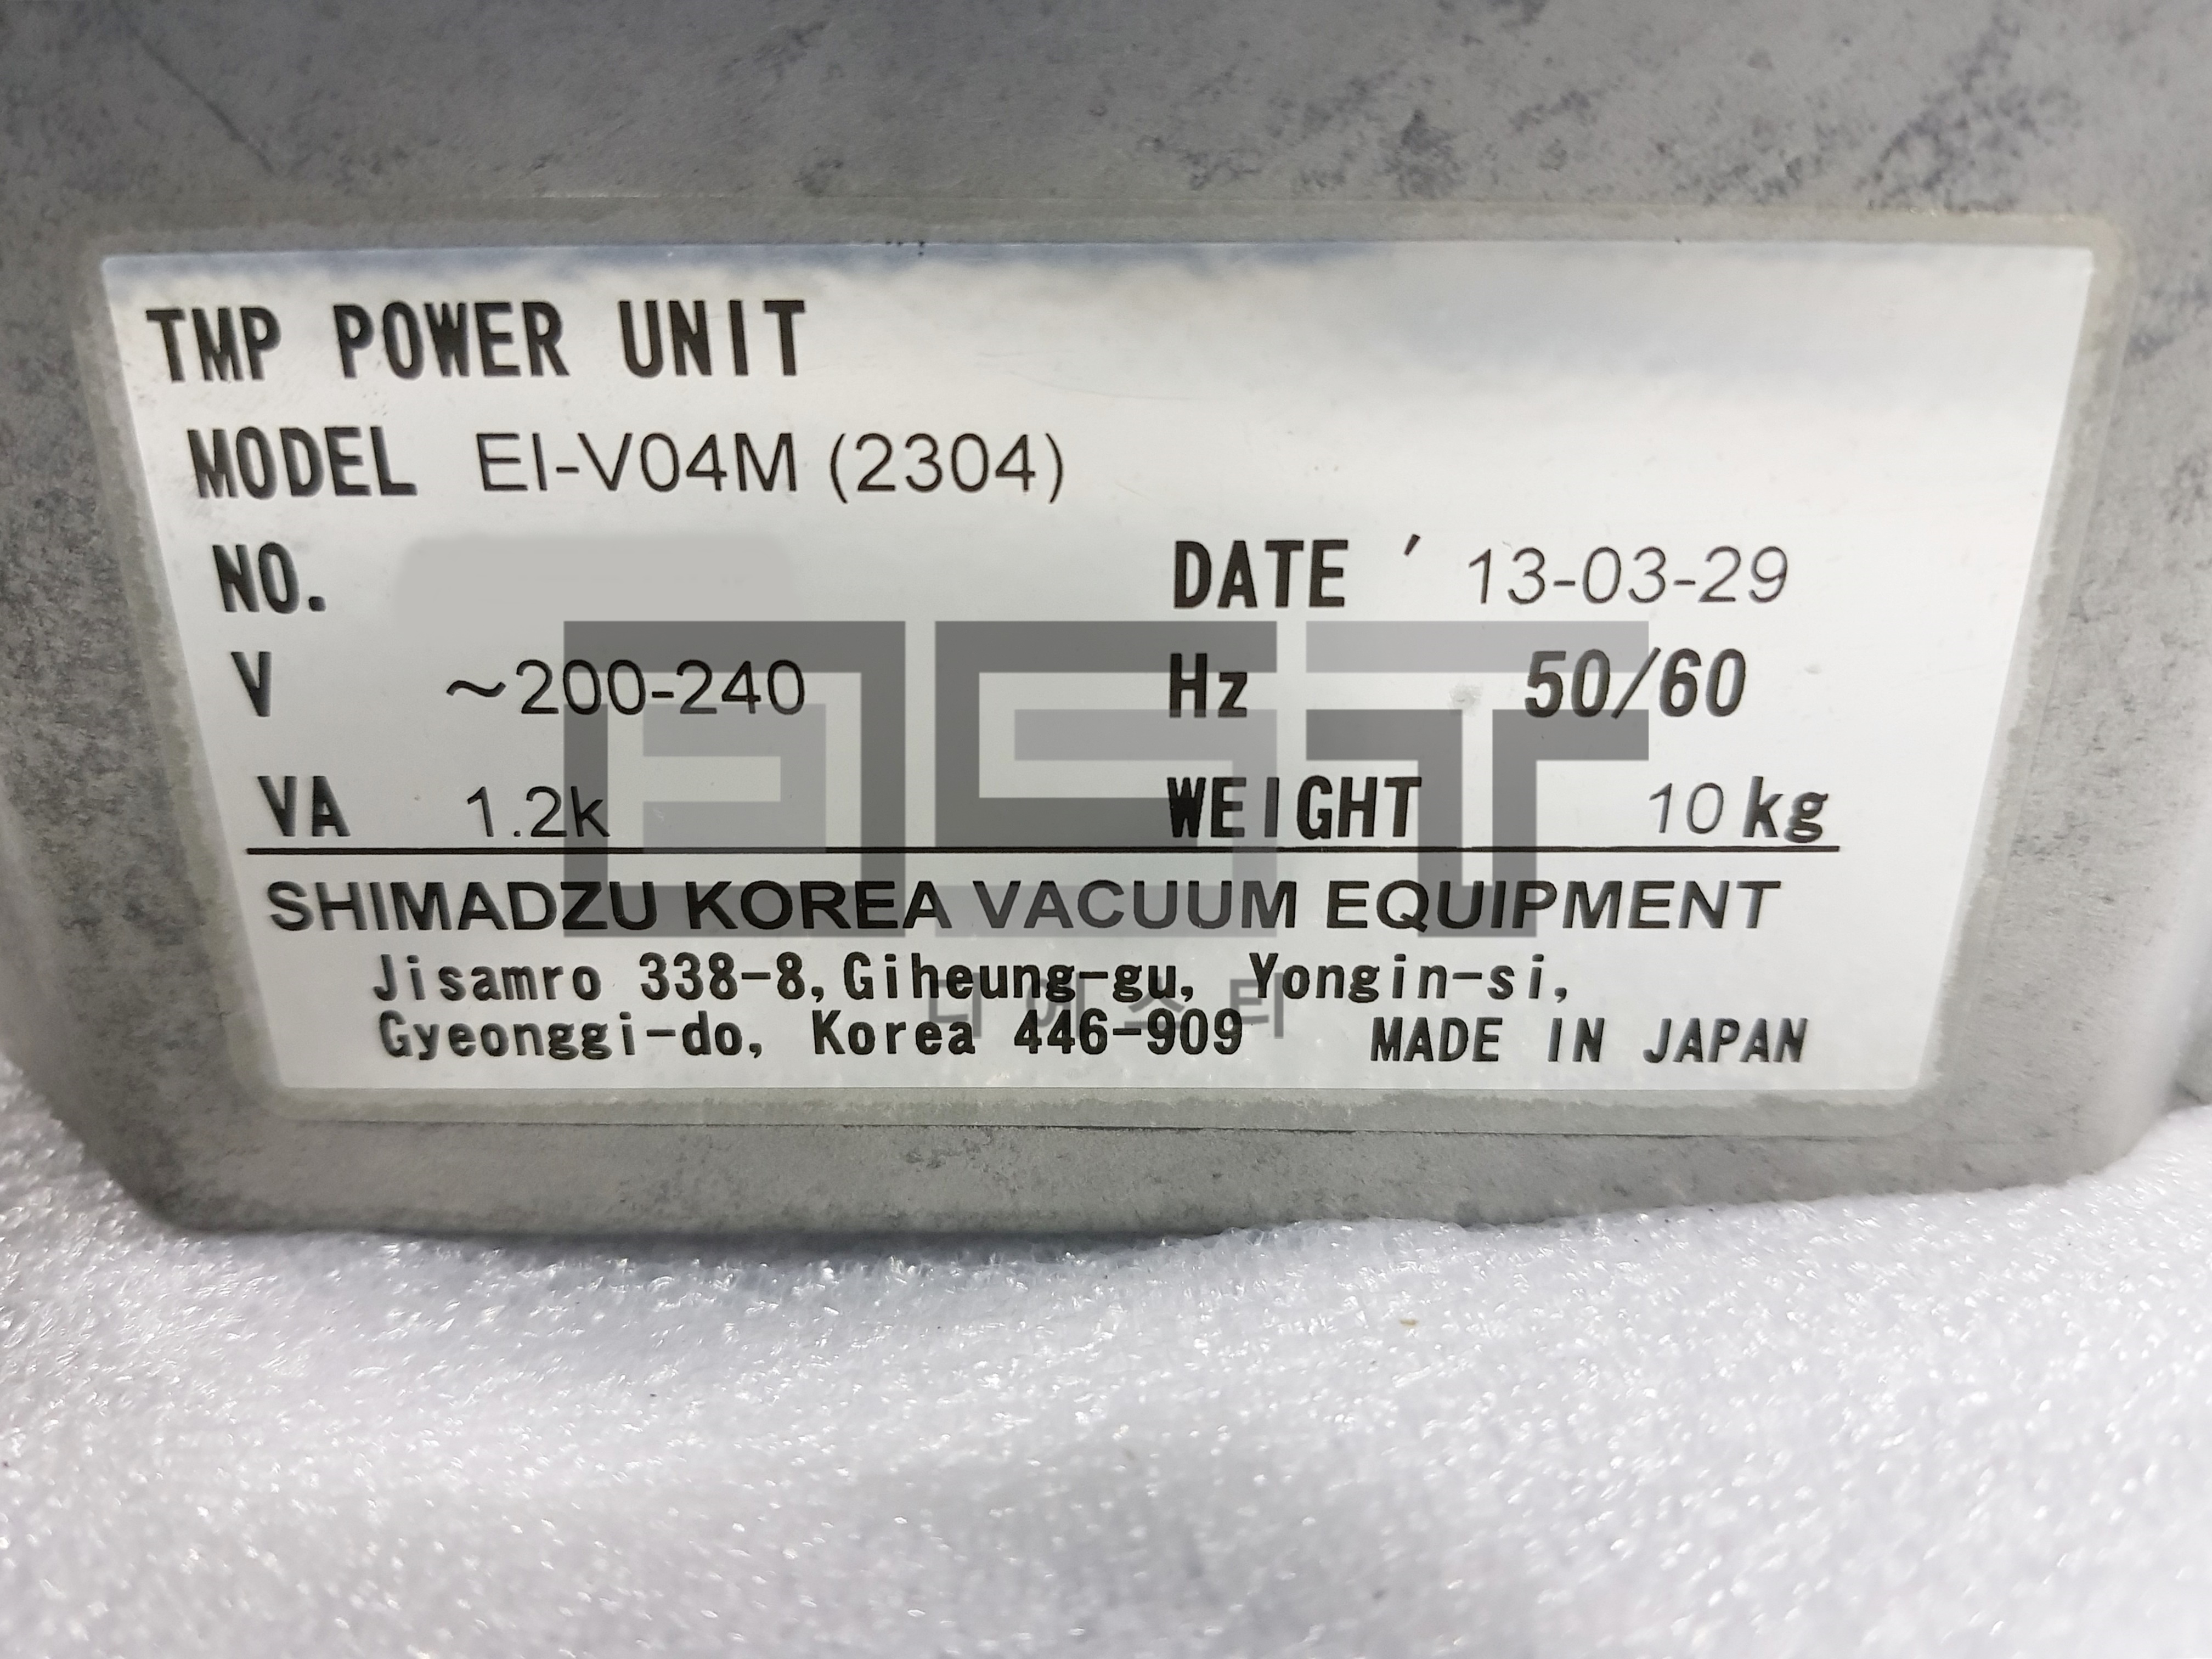 TMP POWER UNIT
MODEL EI-V04M (2304)
NO. DATE ' 13-03-29
V ~200-240 Hz 50/60
VA 1.2k WEIGHT 10 kg
SHIMADZU KOREA VACUUM EQUIPMENT
Jisamro 338-8, Giheung-gu, Yongin-si,
Gyeonggi-do, Korea 446-909 MADE IN JAPAN